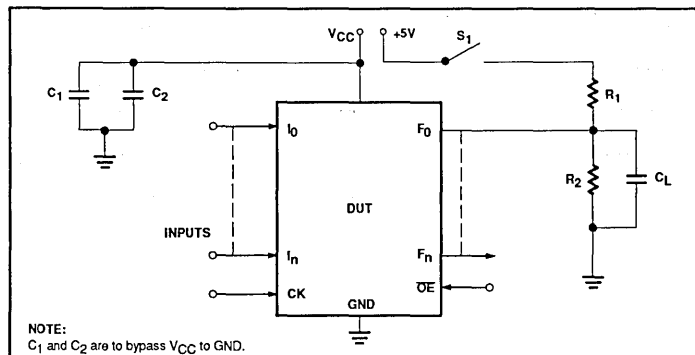 VCC +5V S1
C1 C2 R1
I0 F0
R2 CL
DUT
INPUTS
In Fn
CK OE
GND
NOTE:
C1 and C2 are to bypass VCC to GND.